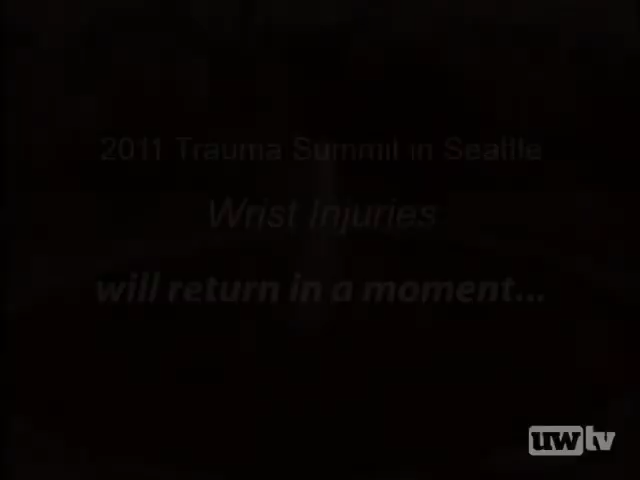 2011 Trauma Summit in Seattle
Wrist Injuries
will return in a moment...
uwtv